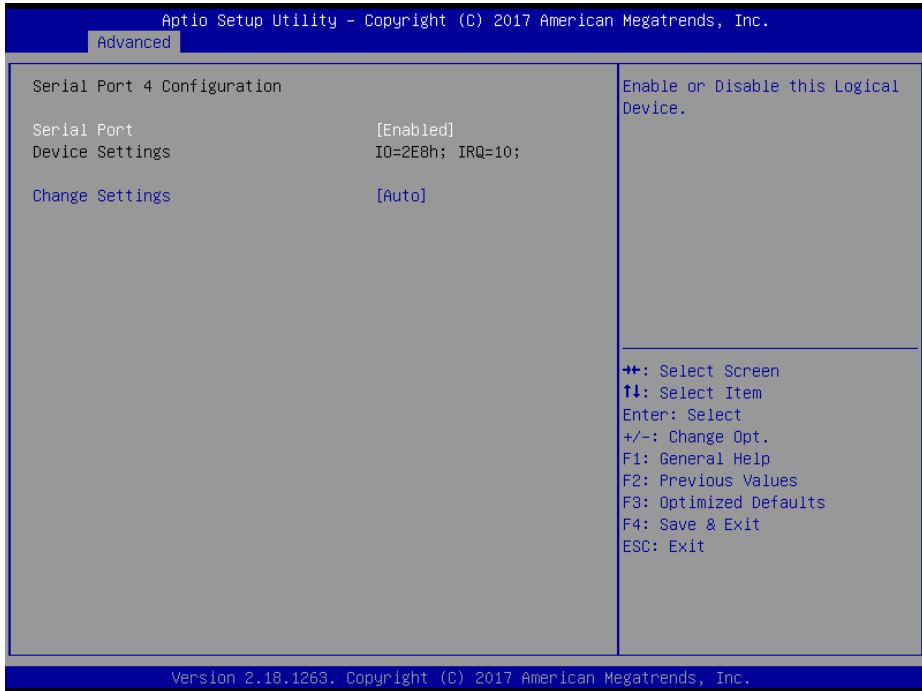 Aptio Setup Utility – Copyright (C) 2017 American Megatrends, Inc.
Advanced
Serial Port 4 Configuration
Serial Port [Enabled]
Device Settings IO=2E8h; IRQ=10;
Change Settings [Auto]
Enable or Disable this Logical
Device.
→←: Select Screen
↑↓: Select Item
Enter: Select
+/-: Change Opt.
F1: General Help
F2: Previous Values
F3: Optimized Defaults
F4: Save & Exit
ESC: Exit
Version 2.18.1263. Copyright (C) 2017 American Megatrends, Inc.